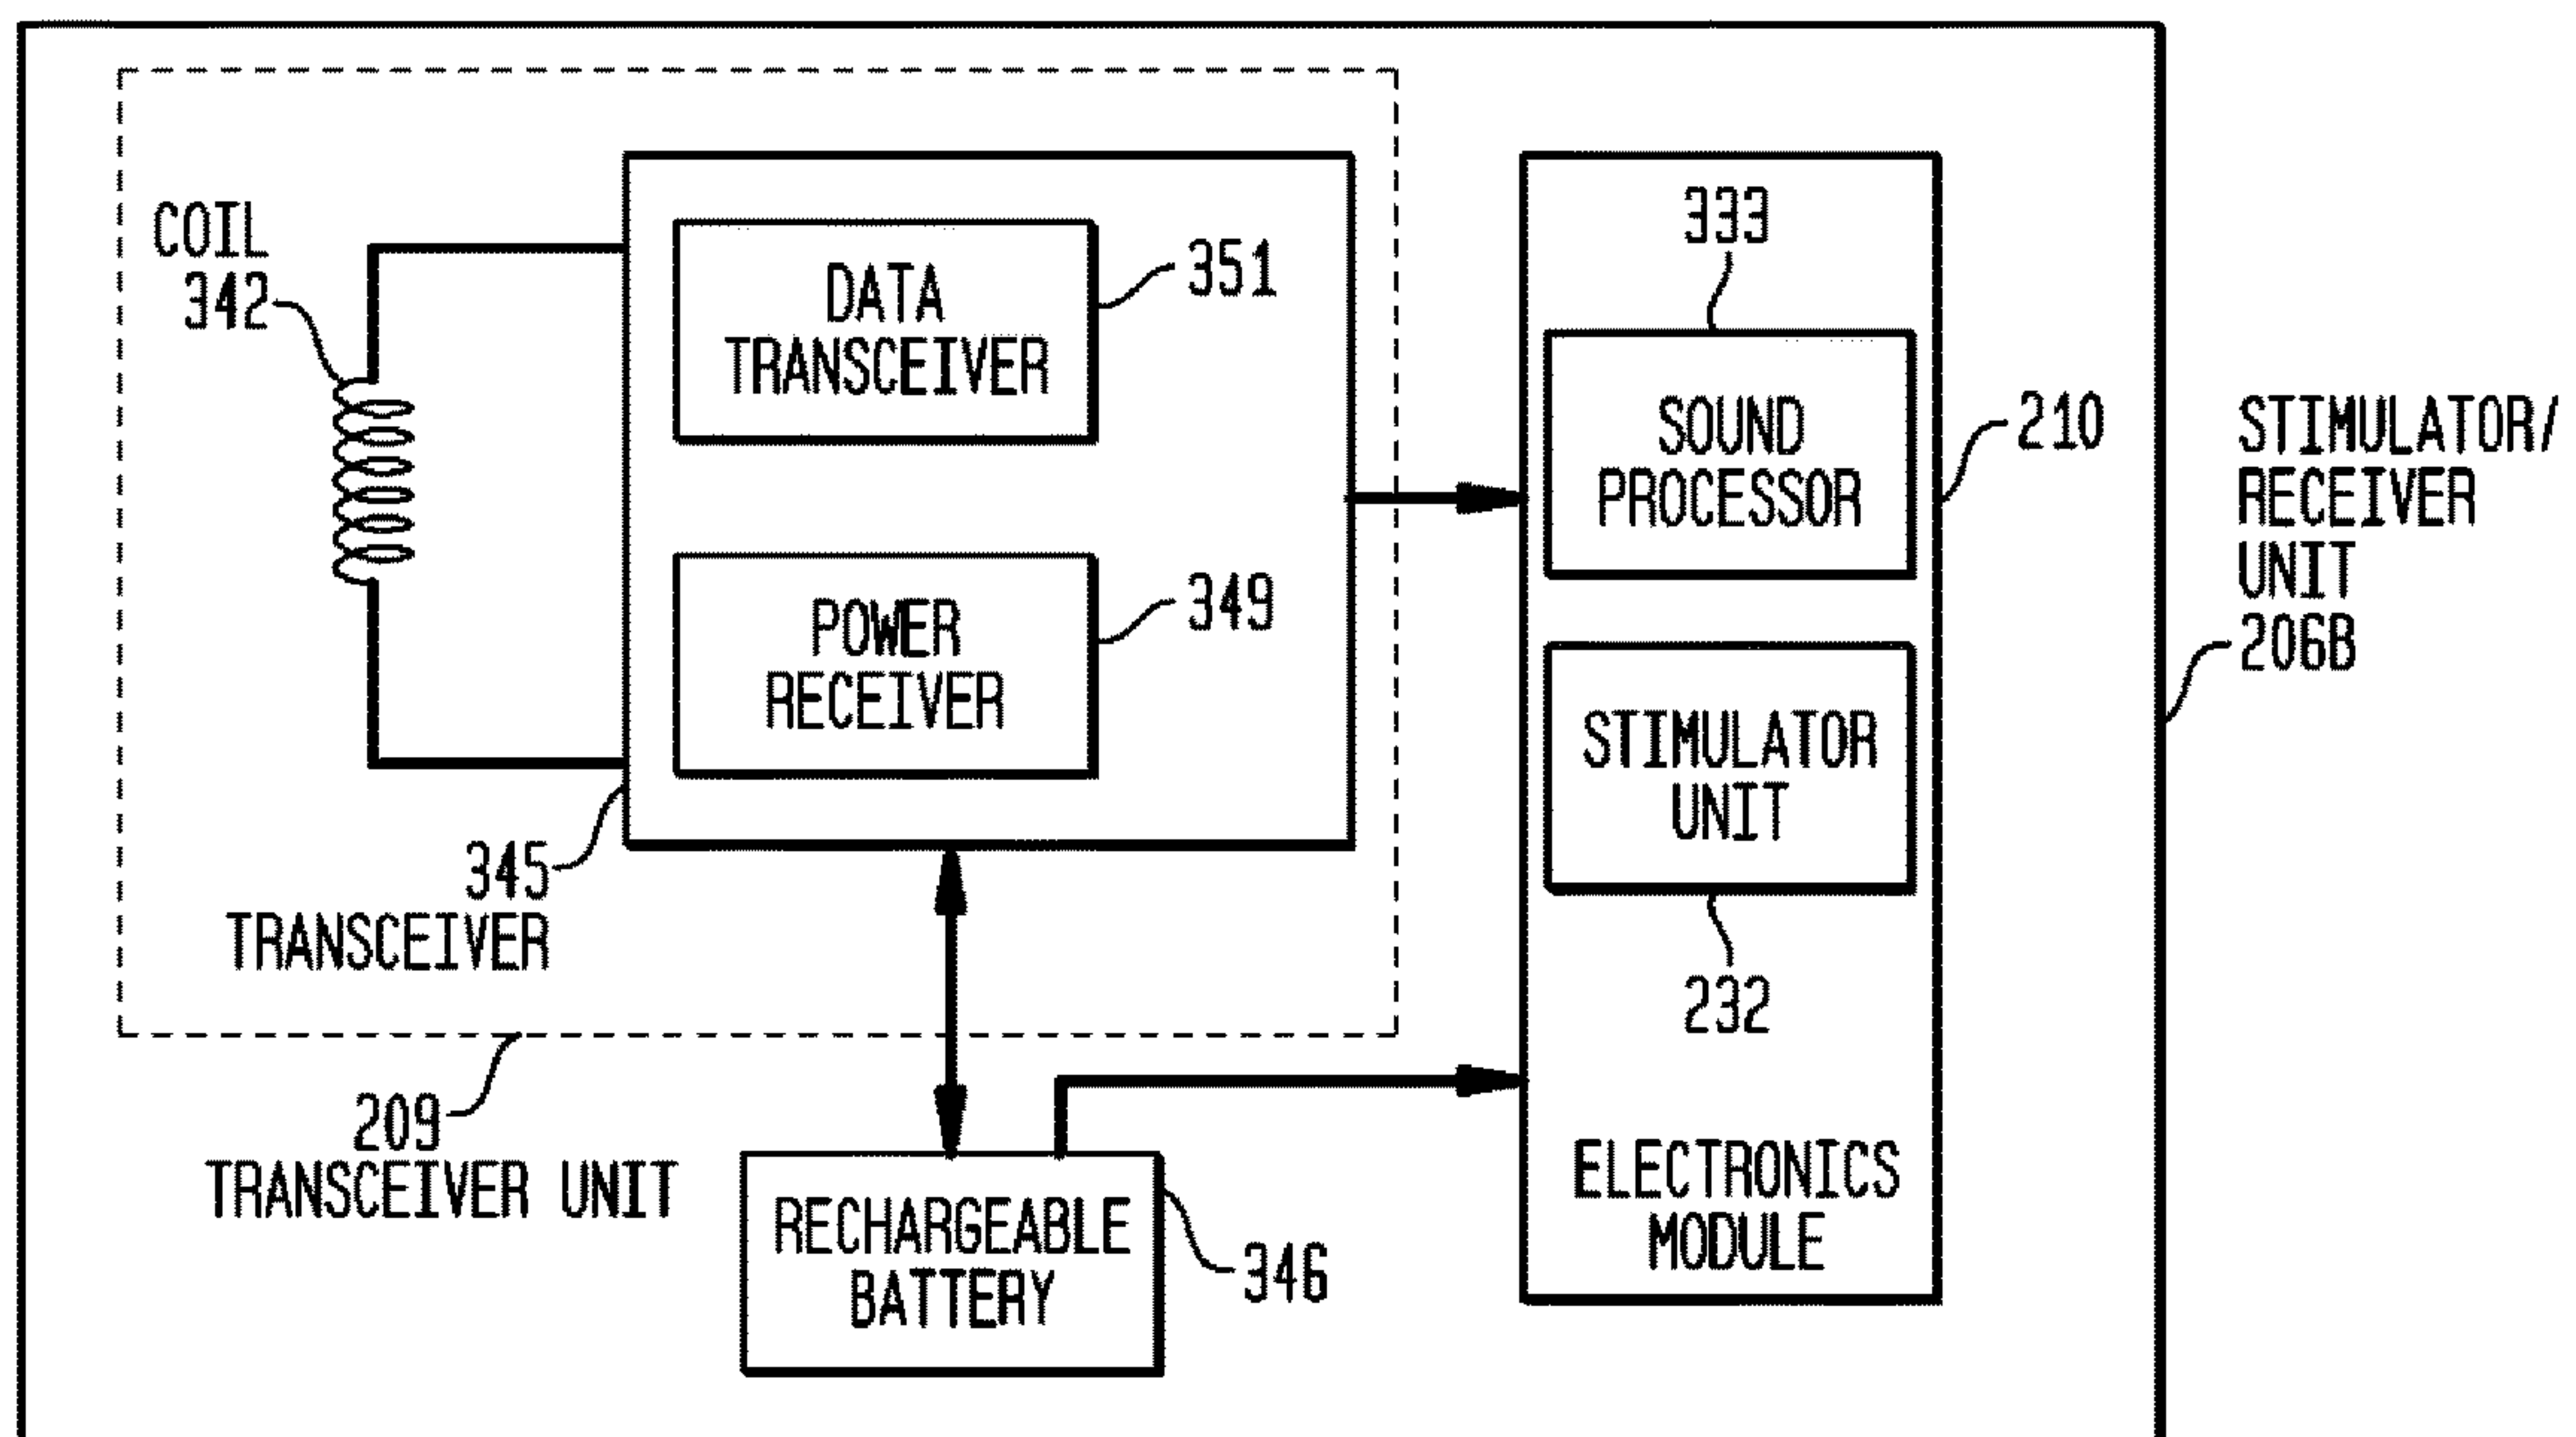 COIL
342
DATA
TRANSCEIVER
351
POWER
RECEIVER
349
345
TRANSCEIVER
209
TRANSCEIVER UNIT
RECHARGEABLE
BATTERY
346
333
SOUND
PROCESSOR
210
STIMULATOR
UNIT
232
ELECTRONICS
MODULE
STIMULATOR/
RECEIVER
UNIT
206B